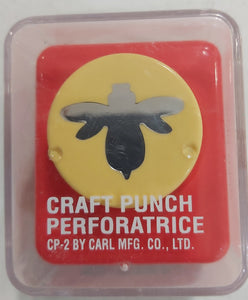 CRAFT PUNCH
PERFORATRICE
CP-2 BY CARL MFG. CO., LTD.